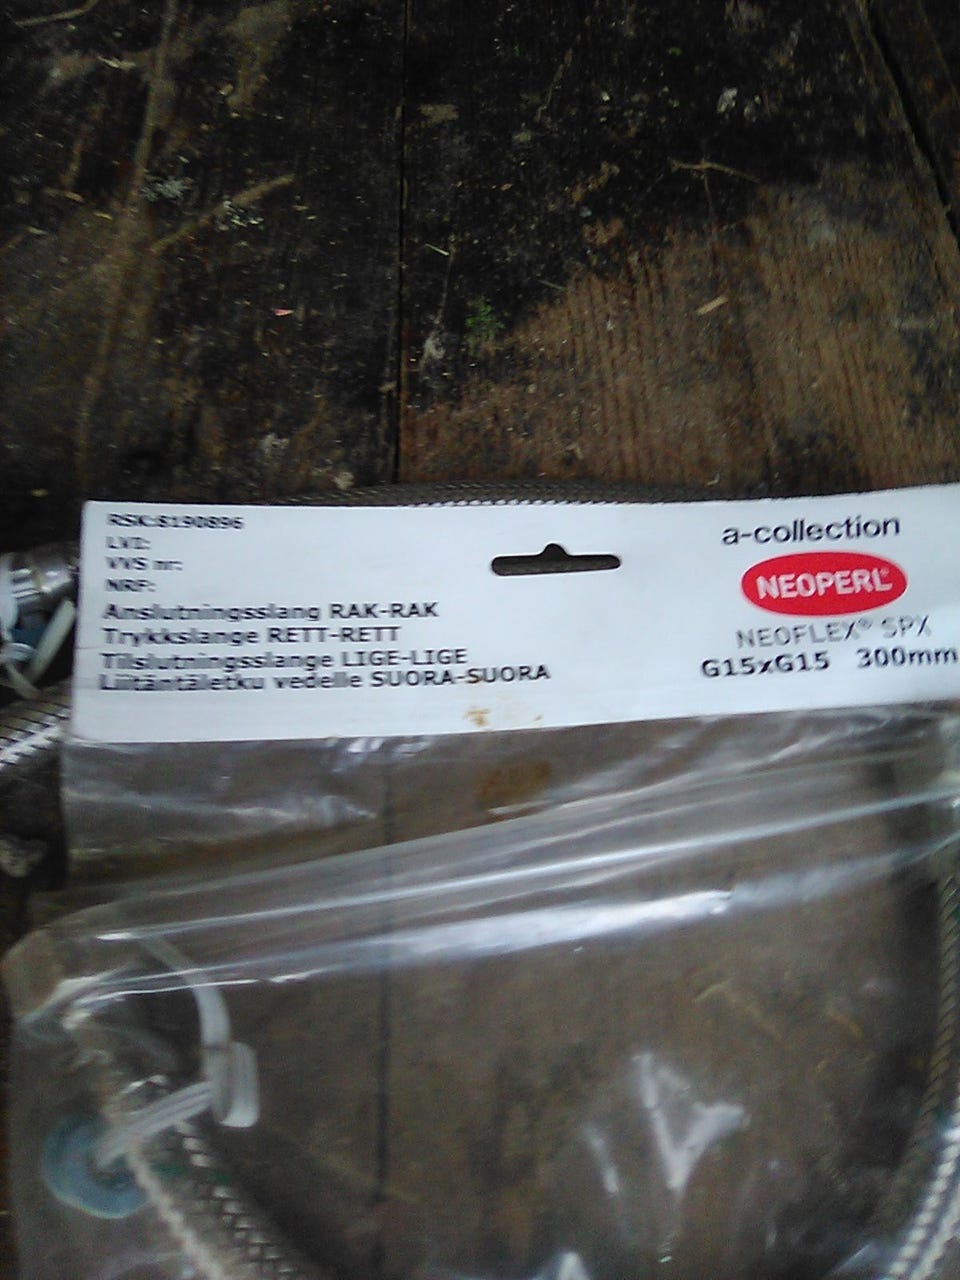 RSK:8190896
LVI:
VVS nr:
NRF:
Anslutningsslang RAK-RAK
Trykkslange RETT-RETT
Tilslutningsslange LIGE-LIGE
Liitäntäletku vedelle SUORA-SUORA
a-collection
NEOPERL®
NEOFLEX® SPX
G15xG15 300mm